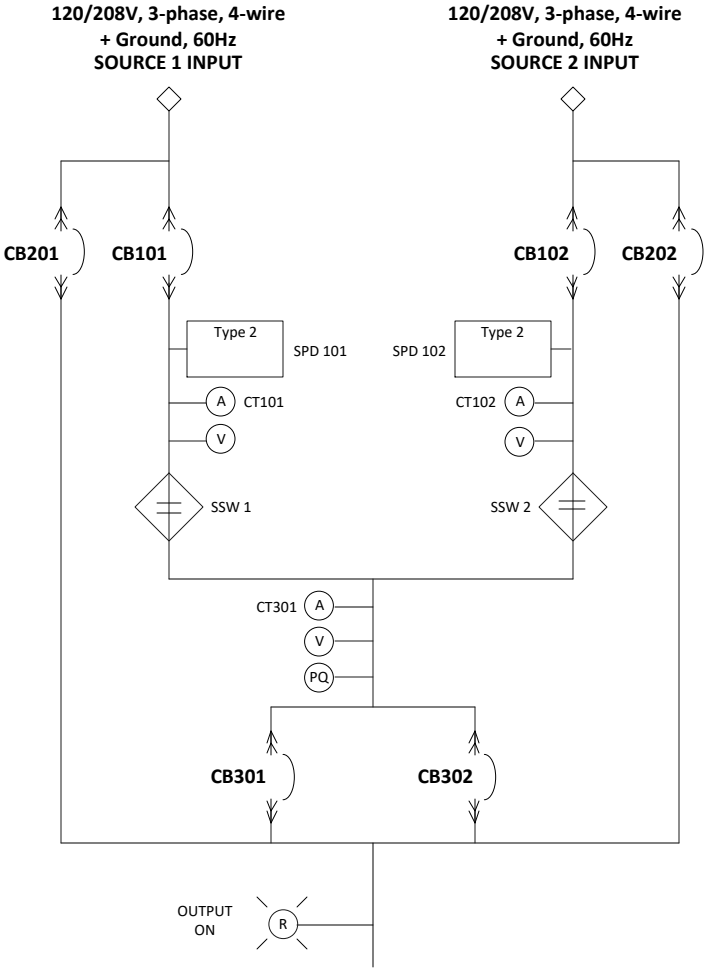 120/208V, 3-phase, 4-wire
+ Ground, 60Hz
SOURCE 1 INPUT
120/208V, 3-phase, 4-wire
+ Ground, 60Hz
SOURCE 2 INPUT
CB201
CB101
CB102
CB202
Type 2
SPD 101
SPD 102
Type 2
A
CT101
CT102
A
V
V
SSW 1
SSW 2
CT301
A
V
PQ
CB301
CB302
OUTPUT
ON
R